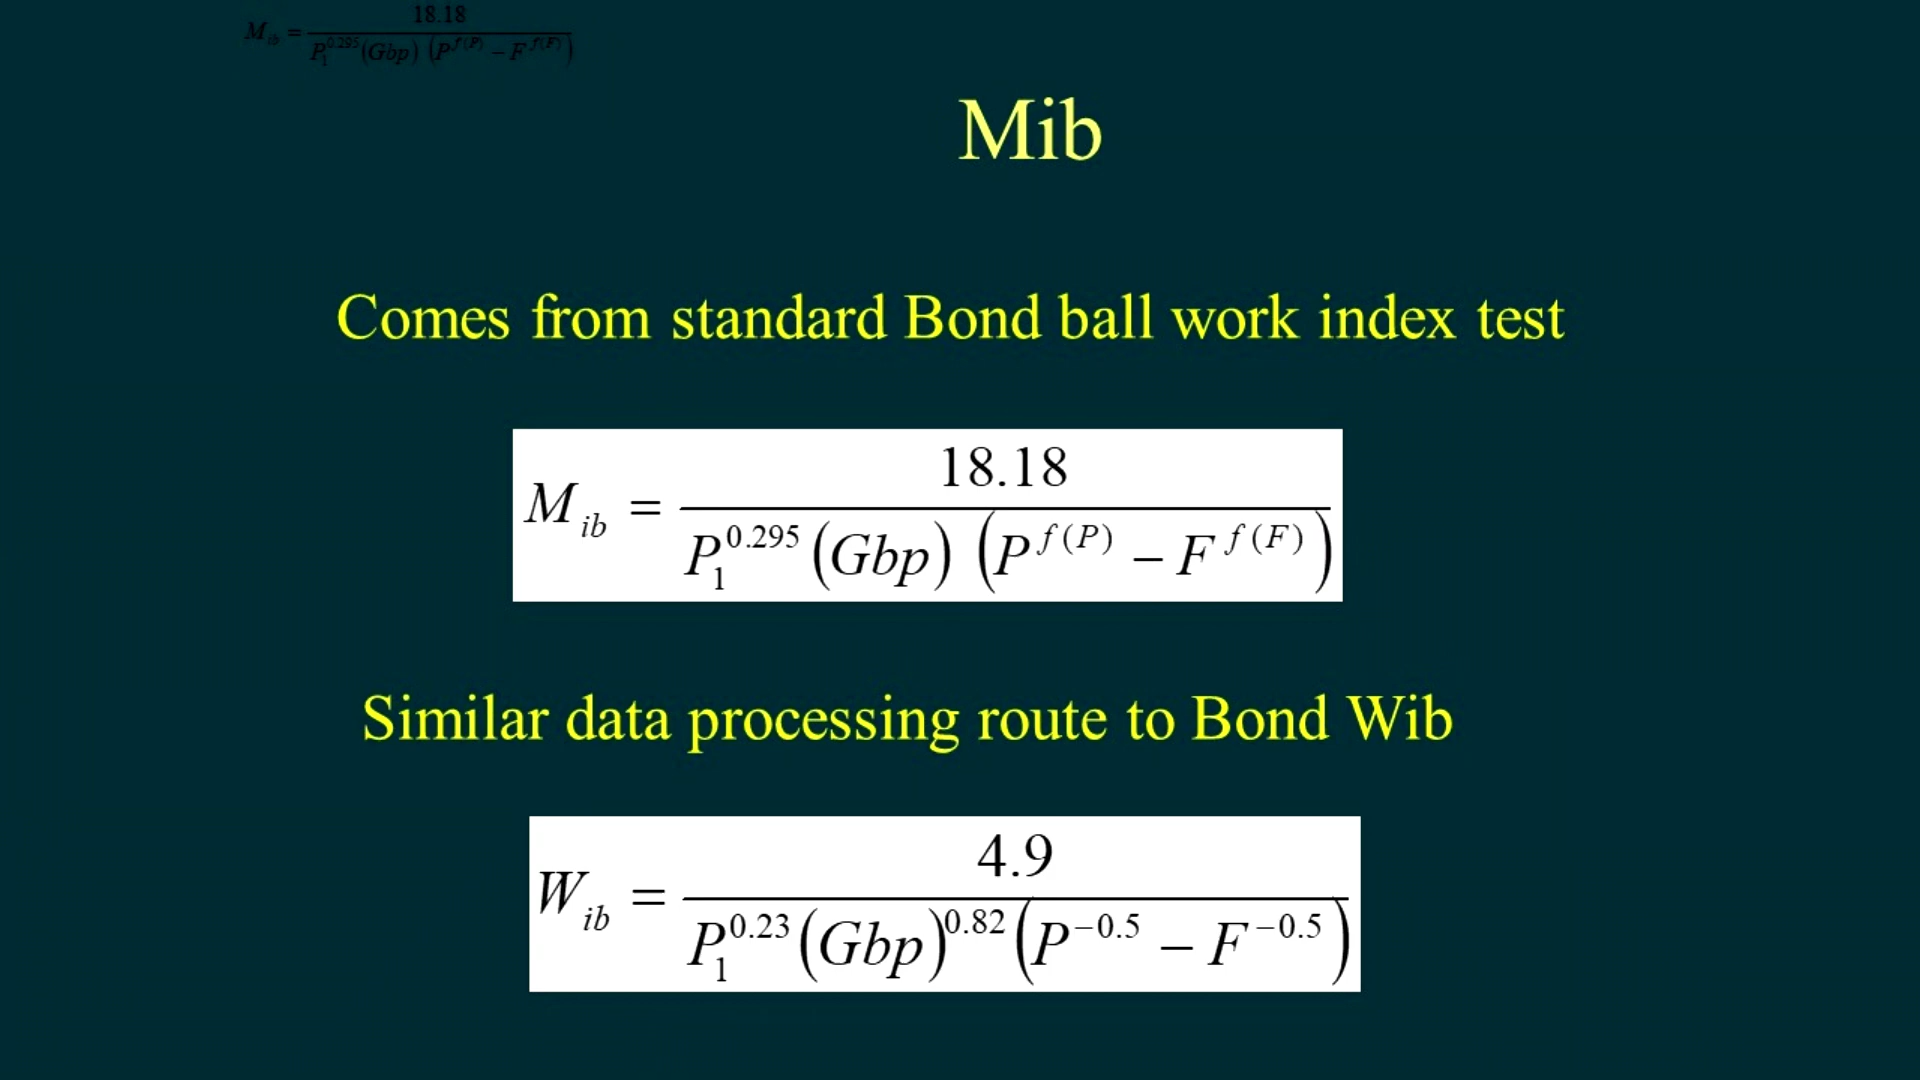 M_ib = 18.18 / P_1^0.295 (Gbp) (P^f(P) – F^f(F))
Mib
Comes from standard Bond ball work index test
M_ib = 18.18 / P_1^0.295 (Gbp) (P^f(P) – F^f(F))
Similar data processing route to Bond Wib
W_ib = 4.9 / P_1^0.23 (Gbp)^0.82 (P^−0.5 – F^−0.5)